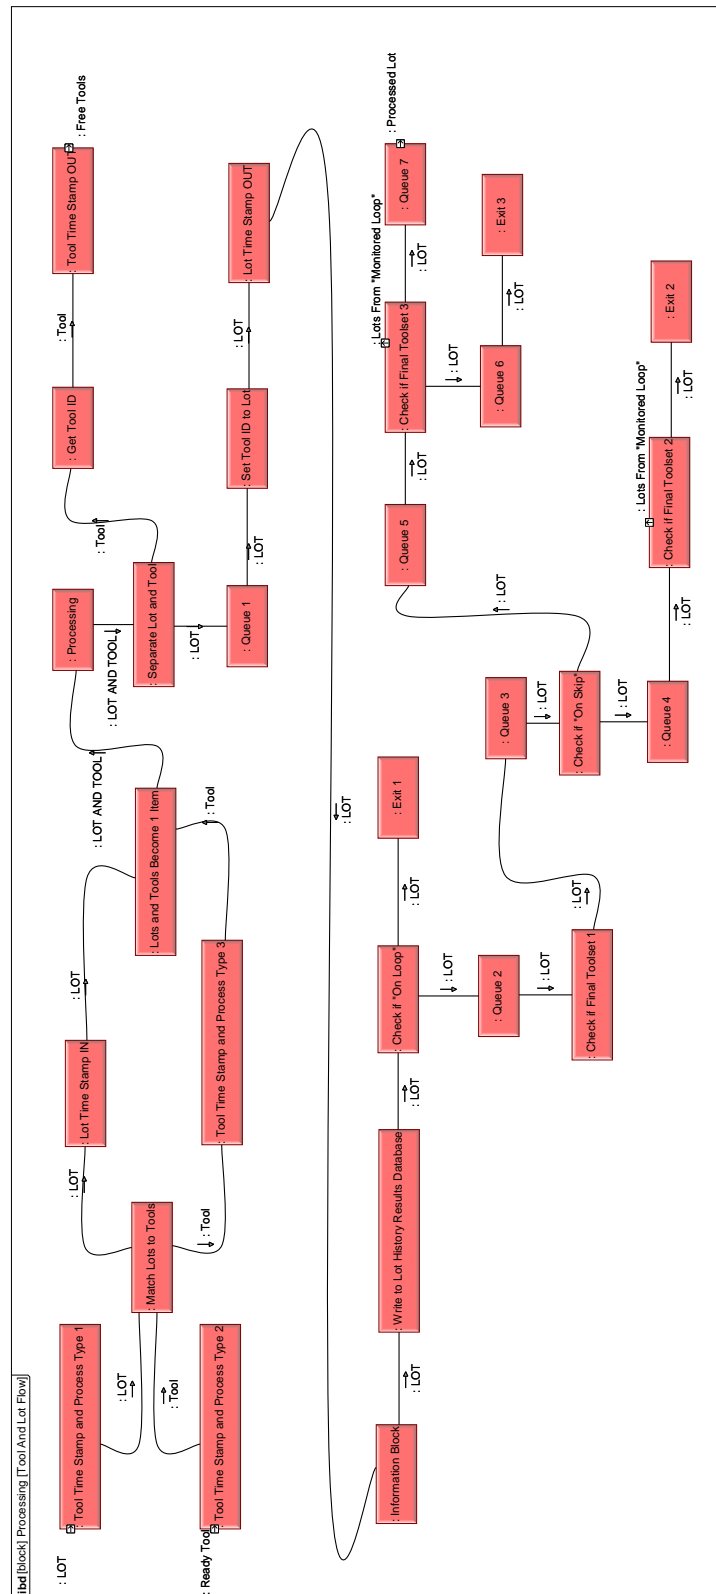 ibd [block] Processing [Tool And Lot Flow]
: LOT
: Tool Time Stamp and Process Type 1
: LOT
: Ready Tool
: Tool Time Stamp and Process Type 2
: Tool
: Match Lots to Tools
: LOT
: Lot Time Stamp IN
: LOT
: Tool
: Tool Time Stamp and Process Type 3
: Tool
: Lots and Tools Become 1 Item
: LOT AND TOOL
: Processing
: LOT AND TOOL
: Separate Lot and Tool
: Tool
: Get Tool ID
: Tool
: Tool Time Stamp OUT
: Free Tools
: LOT
: Queue 1
: LOT
: Set Tool ID to Lot
: LOT
: Lot Time Stamp OUT
: LOT
: Information Block
: LOT
: Write to Lot History Results Database
: LOT
: Check if "On Loop"
: LOT
: Exit 1
: LOT
: Queue 2
: LOT
: Check if Final Toolset 1
: LOT
: Queue 3
: LOT
: Check if "On Skip"
: LOT
: Queue 5
: LOT
: Check if Final Toolset 3
: Lots From "Monitored Loop"
: LOT
: Queue 7
: Processed Lot
: LOT
: Queue 6
: LOT
: Exit 3
: LOT
: Queue 4
: LOT
: Check if Final Toolset 2
: Lots From "Monitored Loop"
: LOT
: Exit 2